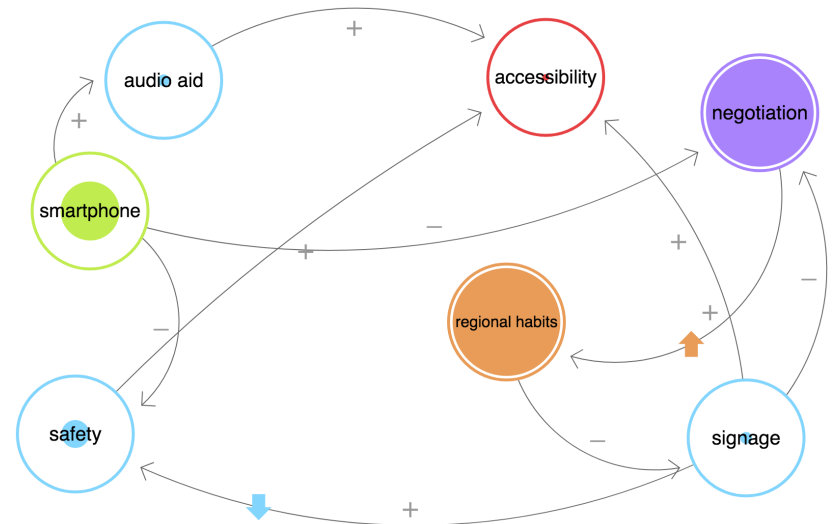 audio aid
accessibility
negotiation
smartphone
regional habits
safety
signage
+
+
+
−
+
+
+
−
−
−
+